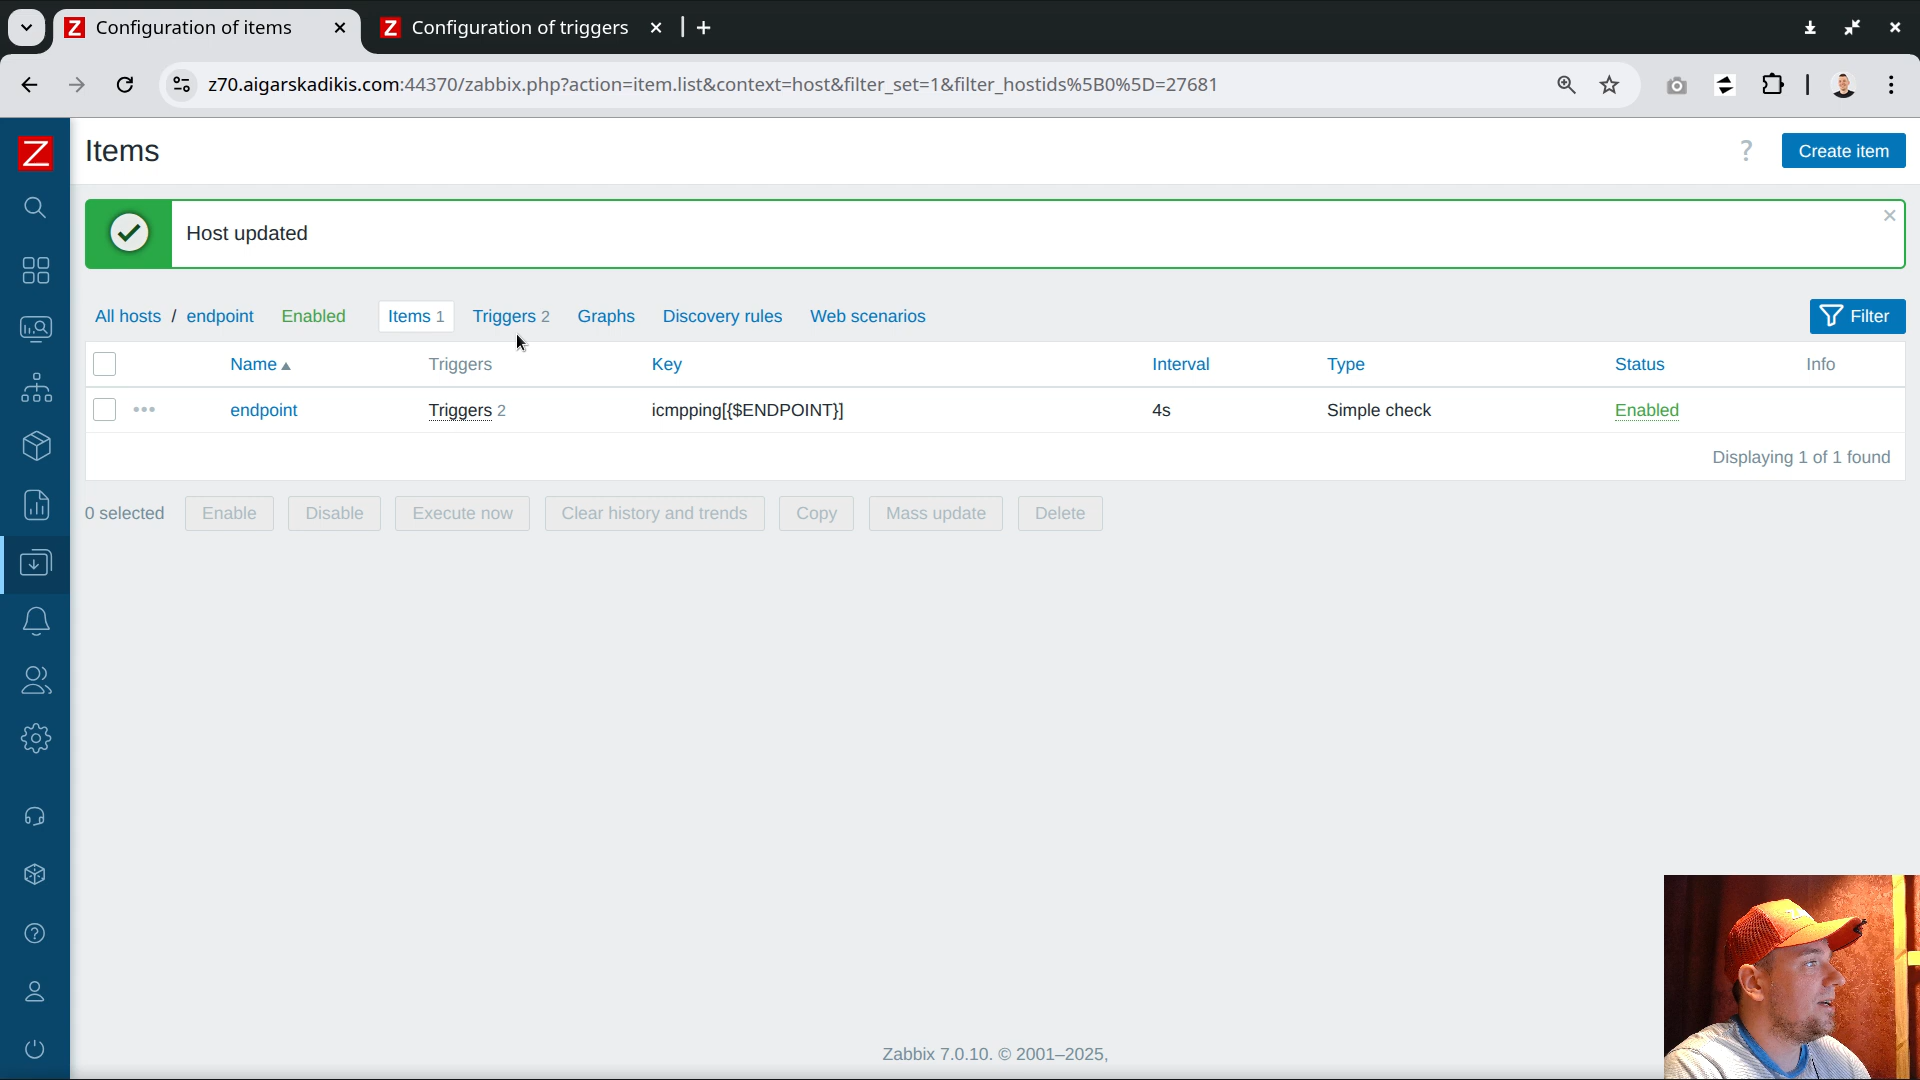 Z Configuration of items
Z Configuration of triggers
z70.aigarskadikis.com:44370/zabbix.php?action=item.list&context=host&filter_set=1&filter_hostids%5B0%5D=27681
Z
Items
? Create item
Host updated
All hosts / endpoint Enabled Items 1 Triggers 2 Graphs Discovery rules Web scenarios Filter
Name Triggers Key Interval Type Status Info
endpoint Triggers 2 icmpping[{$ENDPOINT}] 4s Simple check Enabled
Displaying 1 of 1 found
0 selected Enable Disable Execute now Clear history and trends Copy Mass update Delete
Zabbix 7.0.10. © 2001–2025,